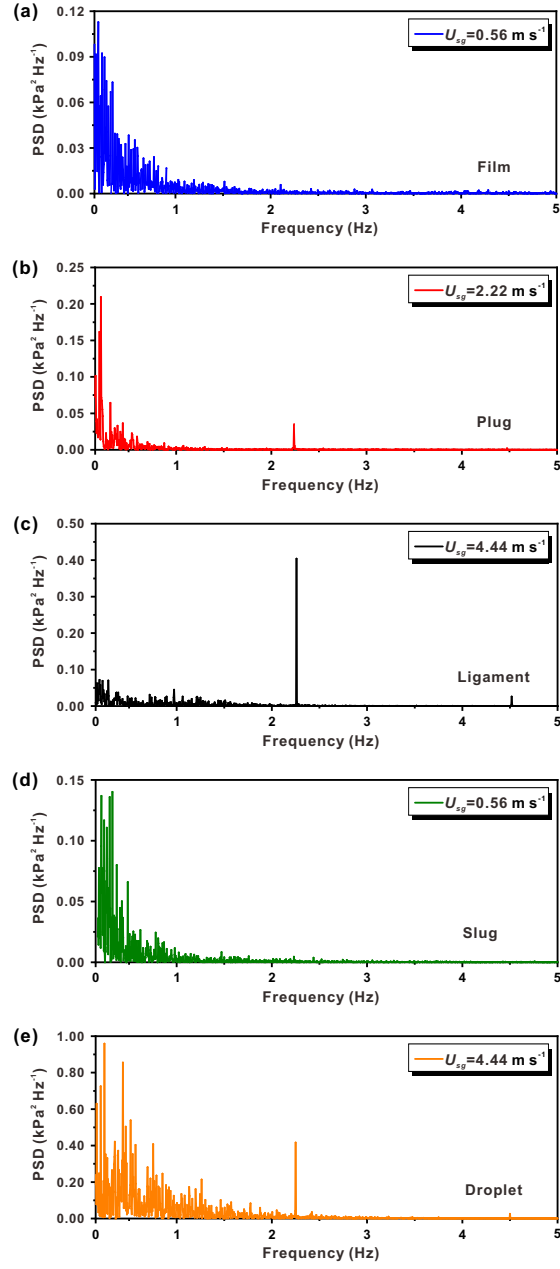 (a)
0.12
0.09
0.06
0.03
0.00
PSD (kPa² Hz⁻¹)
U_sg=0.56 m s⁻¹
Film
0 1 2 3 4 5
Frequency (Hz)
(b)
0.25
0.20
0.15
0.10
0.05
0.00
PSD (kPa² Hz⁻¹)
U_sg=2.22 m s⁻¹
Plug
0 1 2 3 4 5
Frequency (Hz)
(c)
0.50
0.40
0.30
0.20
0.10
0.00
PSD (kPa² Hz⁻¹)
U_sg=4.44 m s⁻¹
Ligament
0 1 2 3 4 5
Frequency (Hz)
(d)
0.15
0.10
0.05
0.00
PSD (kPa² Hz⁻¹)
U_sg=0.56 m s⁻¹
Slug
0 1 2 3 4 5
Frequency (Hz)
(e)
1.00
0.80
0.60
0.40
0.20
0.00
PSD (kPa² Hz⁻¹)
U_sg=4.44 m s⁻¹
Droplet
0 1 2 3 4 5
Frequency (Hz)